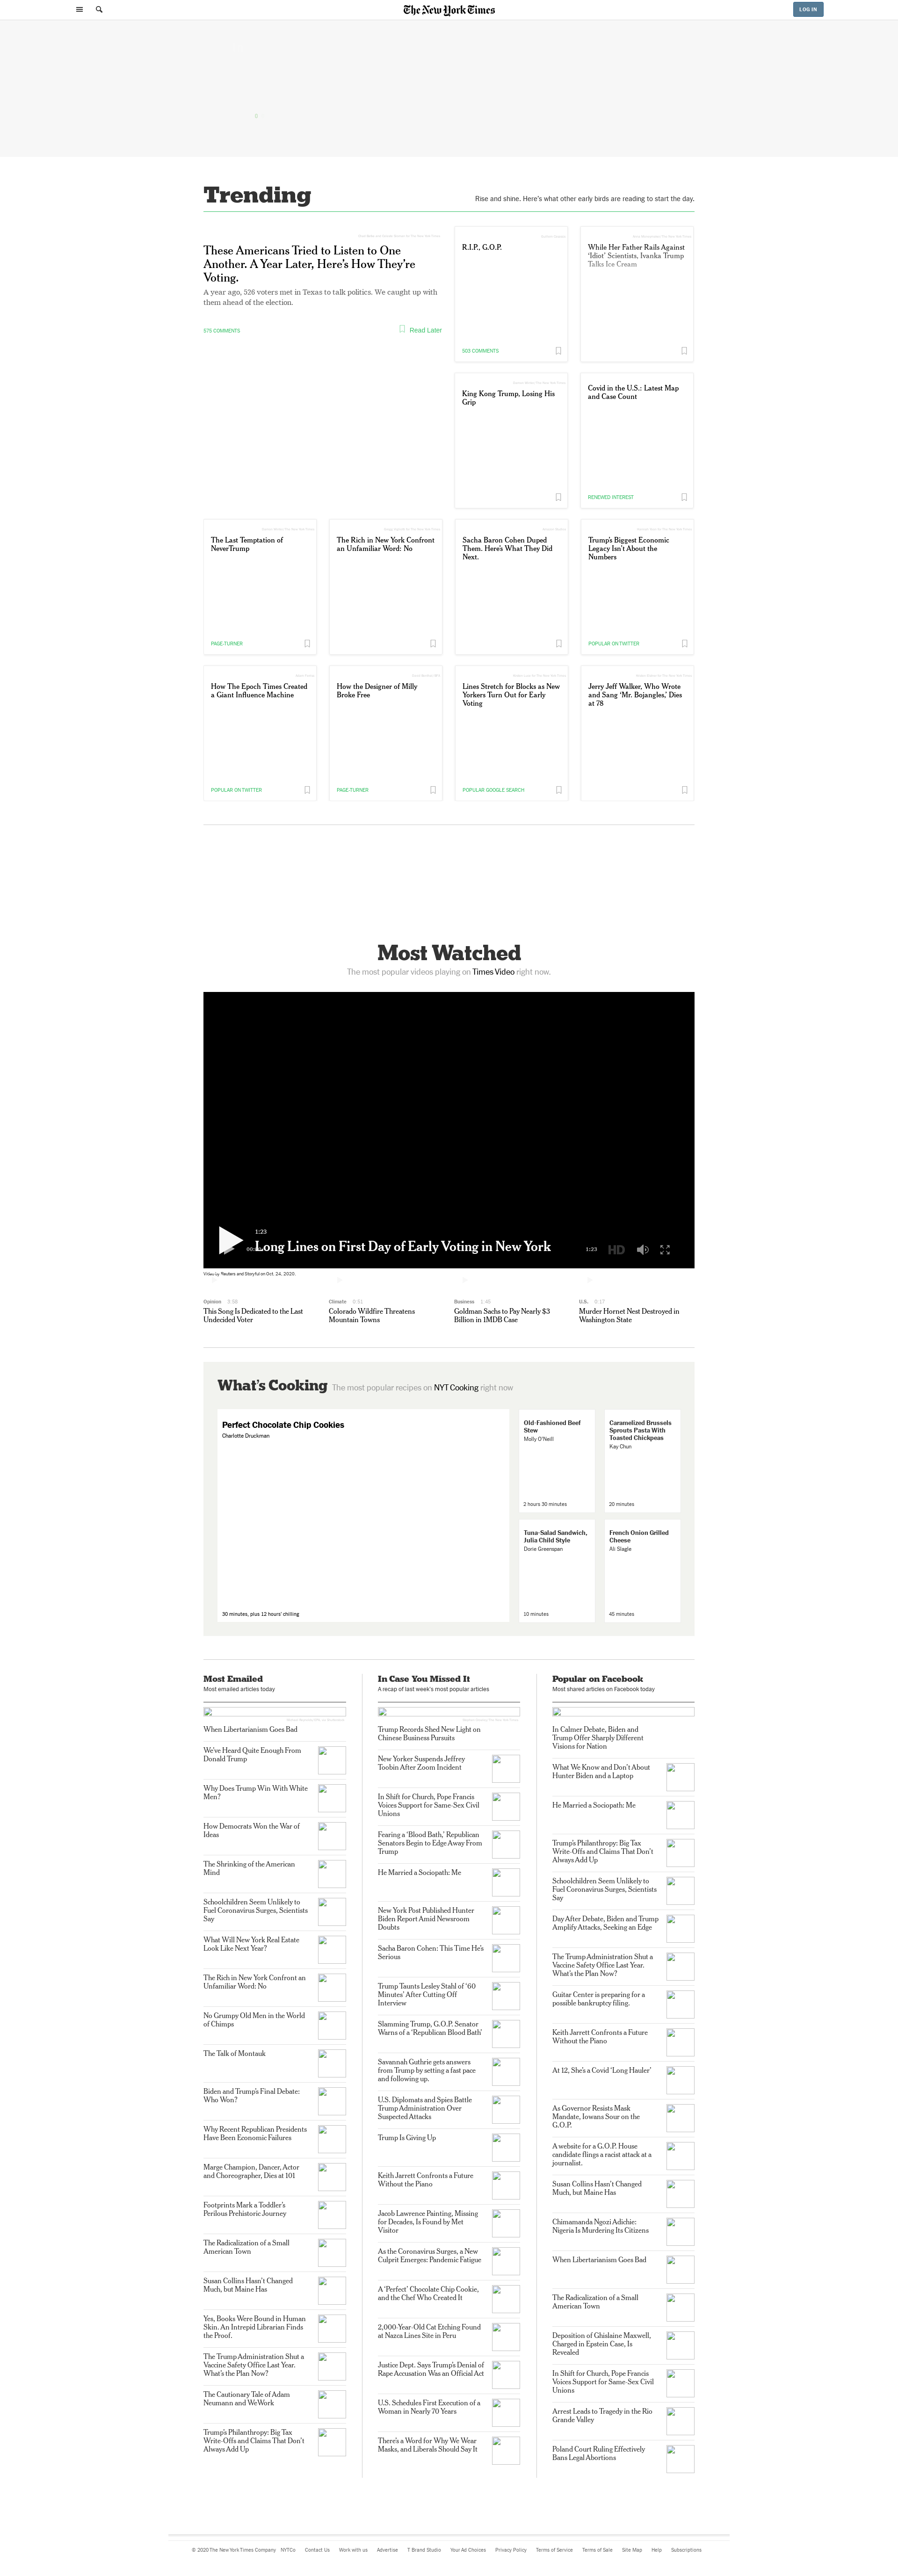 The New York Times
LOG IN
Trending
Rise and shine. Here's what other early birds are reading to start the day.
These Americans Tried to Listen to One
Another. A Year Later, Here's How They're
Voting.
A year ago, 526 voters met in Texas to talk politics. We caught up with
them ahead of the election.
575 COMMENTS
Read Later
R.I.P., G.O.P.
503 COMMENTS
While Her Father Rails Against
'Idiot' Scientists, Ivanka Trump
Talks Ice Cream
King Kong Trump, Losing His
Grip
Covid in the U.S.: Latest Map
and Case Count
RENEWED INTEREST
The Last Temptation of
NeverTrump
PAGE-TURNER
The Rich in New York Confront
an Unfamiliar Word: No
Sacha Baron Cohen Duped
Them. Here's What They Did
Next.
Trump's Biggest Economic
Legacy Isn't About the
Numbers
POPULAR ON TWITTER
How The Epoch Times Created
a Giant Influence Machine
POPULAR ON TWITTER
How the Designer of Milly
Broke Free
PAGE-TURNER
Lines Stretch for Blocks as New
Yorkers Turn Out for Early
Voting
POPULAR GOOGLE SEARCH
Jerry Jeff Walker, Who Wrote
and Sang 'Mr. Bojangles,' Dies
at 78
Most Watched
The most popular videos playing on Times Video right now.
1:23
Long Lines on First Day of Early Voting in New York
1:23
HD
Video by Reuters and Storyful on Oct. 24, 2020.
Opinion 3:58
This Song Is Dedicated to the Last
Undecided Voter
Climate 0:51
Colorado Wildfire Threatens
Mountain Towns
Business 1:45
Goldman Sachs to Pay Nearly $3
Billion in 1MDB Case
U.S. 0:17
Murder Hornet Nest Destroyed in
Washington State
What's Cooking The most popular recipes on NYT Cooking right now
Perfect Chocolate Chip Cookies
Charlotte Druckman
30 minutes, plus 12 hours' chilling
Old-Fashioned Beef
Stew
Molly O'Neill
2 hours 30 minutes
Caramelized Brussels
Sprouts Pasta With
Toasted Chickpeas
Kay Chun
20 minutes
Tuna-Salad Sandwich,
Julia Child Style
Dorie Greenspan
10 minutes
French Onion Grilled
Cheese
Ali Slagle
45 minutes
Most Emailed
Most emailed articles today
When Libertarianism Goes Bad
We've Heard Quite Enough From
Donald Trump
Why Does Trump Win With White
Men?
How Democrats Won the War of
Ideas
The Shrinking of the American
Mind
Schoolchildren Seem Unlikely to
Fuel Coronavirus Surges, Scientists
Say
What Will New York Real Estate
Look Like Next Year?
The Rich in New York Confront an
Unfamiliar Word: No
No Grumpy Old Men in the World
of Chimps
The Talk of Montauk
Biden and Trump's Final Debate:
Who Won?
Why Recent Republican Presidents
Have Been Economic Failures
Marge Champion, Dancer, Actor
and Choreographer, Dies at 101
Footprints Mark a Toddler's
Perilous Prehistoric Journey
The Radicalization of a Small
American Town
Susan Collins Hasn't Changed
Much, but Maine Has
Yes, Books Were Bound in Human
Skin. An Intrepid Librarian Finds
the Proof.
The Trump Administration Shut a
Vaccine Safety Office Last Year.
What's the Plan Now?
The Cautionary Tale of Adam
Neumann and WeWork
Trump's Philanthropy: Big Tax
Write-Offs and Claims That Don't
Always Add Up
In Case You Missed It
A recap of last week's most popular articles
Trump Records Shed New Light on
Chinese Business Pursuits
New Yorker Suspends Jeffrey
Toobin After Zoom Incident
In Shift for Church, Pope Francis
Voices Support for Same-Sex Civil
Unions
Fearing a 'Blood Bath,' Republican
Senators Begin to Edge Away From
Trump
He Married a Sociopath: Me
New York Post Published Hunter
Biden Report Amid Newsroom
Doubts
Sacha Baron Cohen: This Time He's
Serious
Trump Taunts Lesley Stahl of '60
Minutes' After Cutting Off
Interview
Slamming Trump, G.O.P. Senator
Warns of a 'Republican Blood Bath'
Savannah Guthrie gets answers
from Trump by setting a fast pace
and following up.
U.S. Diplomats and Spies Battle
Trump Administration Over
Suspected Attacks
Trump Is Giving Up
Keith Jarrett Confronts a Future
Without the Piano
Jacob Lawrence Painting, Missing
for Decades, Is Found by Met
Visitor
As the Coronavirus Surges, a New
Culprit Emerges: Pandemic Fatigue
A 'Perfect' Chocolate Chip Cookie,
and the Chef Who Created It
2,000-Year-Old Cat Etching Found
at Nazca Lines Site in Peru
Justice Dept. Says Trump's Denial of
Rape Accusation Was an Official Act
U.S. Schedules First Execution of a
Woman in Nearly 70 Years
There's a Word for Why We Wear
Masks, and Liberals Should Say It
Popular on Facebook
Most shared articles on Facebook today
In Calmer Debate, Biden and
Trump Offer Sharply Different
Visions for Nation
What We Know and Don't About
Hunter Biden and a Laptop
He Married a Sociopath: Me
Trump's Philanthropy: Big Tax
Write-Offs and Claims That Don't
Always Add Up
Schoolchildren Seem Unlikely to
Fuel Coronavirus Surges, Scientists
Say
Day After Debate, Biden and Trump
Amplify Attacks, Seeking an Edge
The Trump Administration Shut a
Vaccine Safety Office Last Year.
What's the Plan Now?
Guitar Center is preparing for a
possible bankruptcy filing.
Keith Jarrett Confronts a Future
Without the Piano
At 12, She's a Covid 'Long Hauler'
As Governor Resists Mask
Mandate, Iowans Sour on the
G.O.P.
A website for a G.O.P. House
candidate flings a racist attack at a
journalist.
Susan Collins Hasn't Changed
Much, but Maine Has
Chimamanda Ngozi Adichie:
Nigeria Is Murdering Its Citizens
When Libertarianism Goes Bad
The Radicalization of a Small
American Town
Deposition of Ghislaine Maxwell,
Charged in Epstein Case, Is
Revealed
In Shift for Church, Pope Francis
Voices Support for Same-Sex Civil
Unions
Arrest Leads to Tragedy in the Rio
Grande Valley
Poland Court Ruling Effectively
Bans Legal Abortions
© 2020 The New York Times Company NYTCo Contact Us Work with us Advertise T Brand Studio Your Ad Choices Privacy Policy Terms of Service Terms of Sale Site Map Help Subscriptions